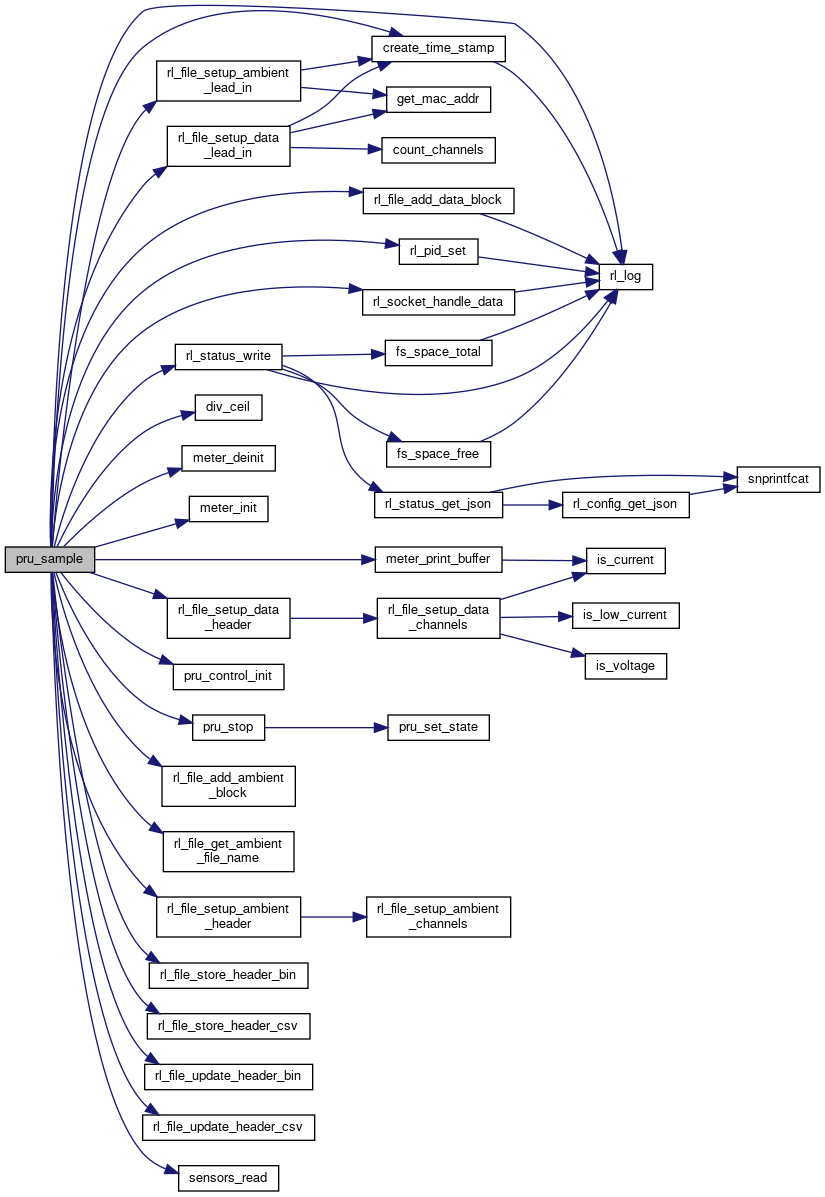 create_time_stamp
rl_file_setup_ambient
_lead_in
get_mac_addr
rl_file_setup_data
_lead_in
count_channels
rl_file_add_data_block
rl_pid_set
rl_log
rl_socket_handle_data
rl_status_write
fs_space_total
div_ceil
meter_deinit
fs_space_free
snprintfcat
meter_init
rl_status_get_json
rl_config_get_json
pru_sample
meter_print_buffer
is_current
rl_file_setup_data
_header
rl_file_setup_data
_channels
is_low_current
is_voltage
pru_control_init
pru_stop
pru_set_state
rl_file_add_ambient
_block
rl_file_get_ambient
_file_name
rl_file_setup_ambient
_header
rl_file_setup_ambient
_channels
rl_file_store_header_bin
rl_file_store_header_csv
rl_file_update_header_bin
rl_file_update_header_csv
sensors_read